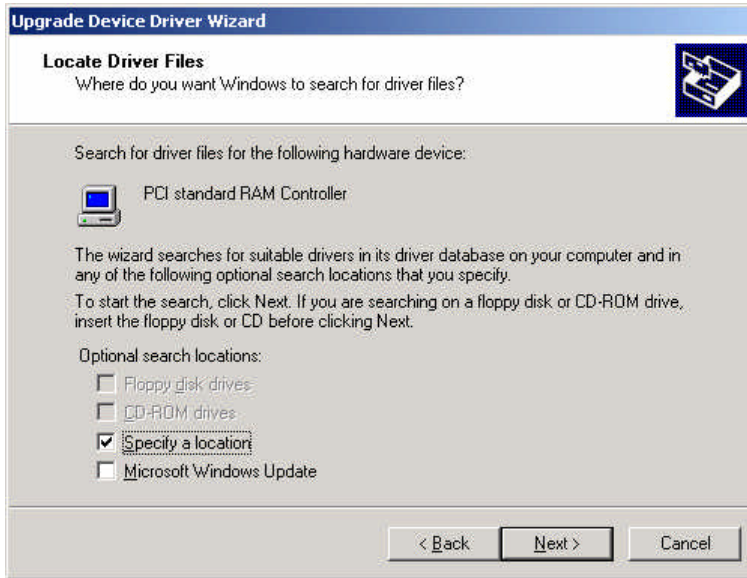 Upgrade Device Driver Wizard
Locate Driver Files
Where do you want Windows to search for driver files?
Search for driver files for the following hardware device:
PCI standard RAM Controller
The wizard searches for suitable drivers in its driver database on your computer and in
any of the following optional search locations that you specify.
To start the search, click Next. If you are searching on a floppy disk or CD-ROM drive,
insert the floppy disk or CD before clicking Next.
Optional search locations:
Floppy disk drives
CD-ROM drives
Specify a location
Microsoft Windows Update
< Back Next > Cancel